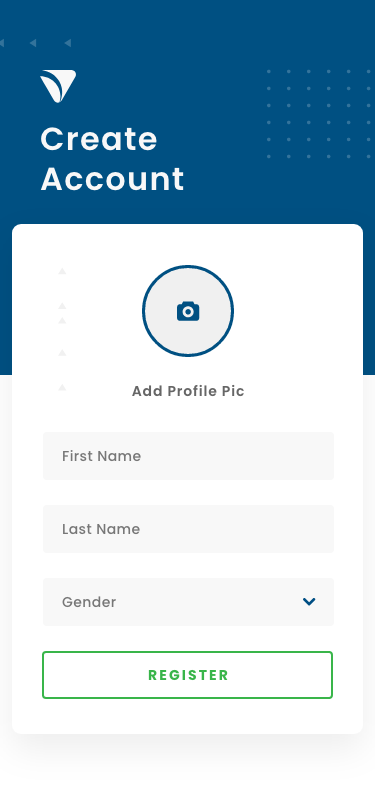 Create
Account
Add Profile Pic
First Name
Last Name
Gender
REGISTER